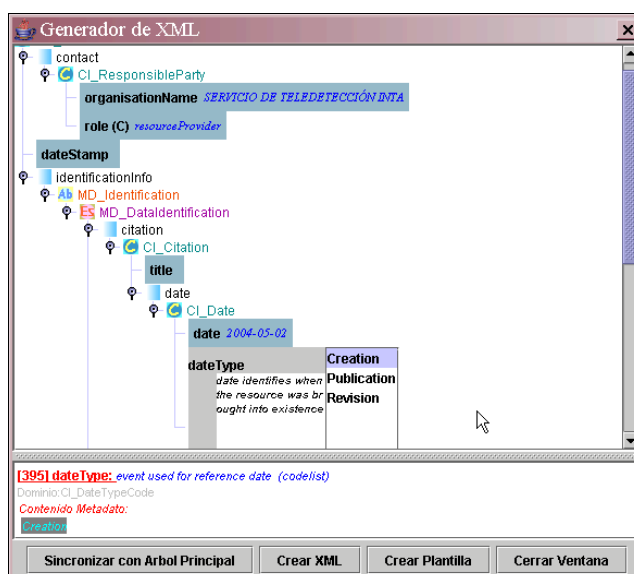 Generador de XML
contact
CI_ResponsibleParty
organisationName SERVICIO DE TELEDETECCIÓN INTA
role (C) resourceProvider
dateStamp
identificationInfo
Ab MD_Identification
Es MD_DataIdentification
citation
C CI_Citation
title
date
C CI_Date
date 2004-05-02
dateType
date identifies when
the resource was br
ought into existence
Creation
Publication
Revision
[395] dateType: event used for reference date (codelist)
Dominio:CI_DateTypeCode
Contenido Metadato:
Creation
Sincronizar con Arbol Principal
Crear XML
Crear Plantilla
Cerrar Ventana